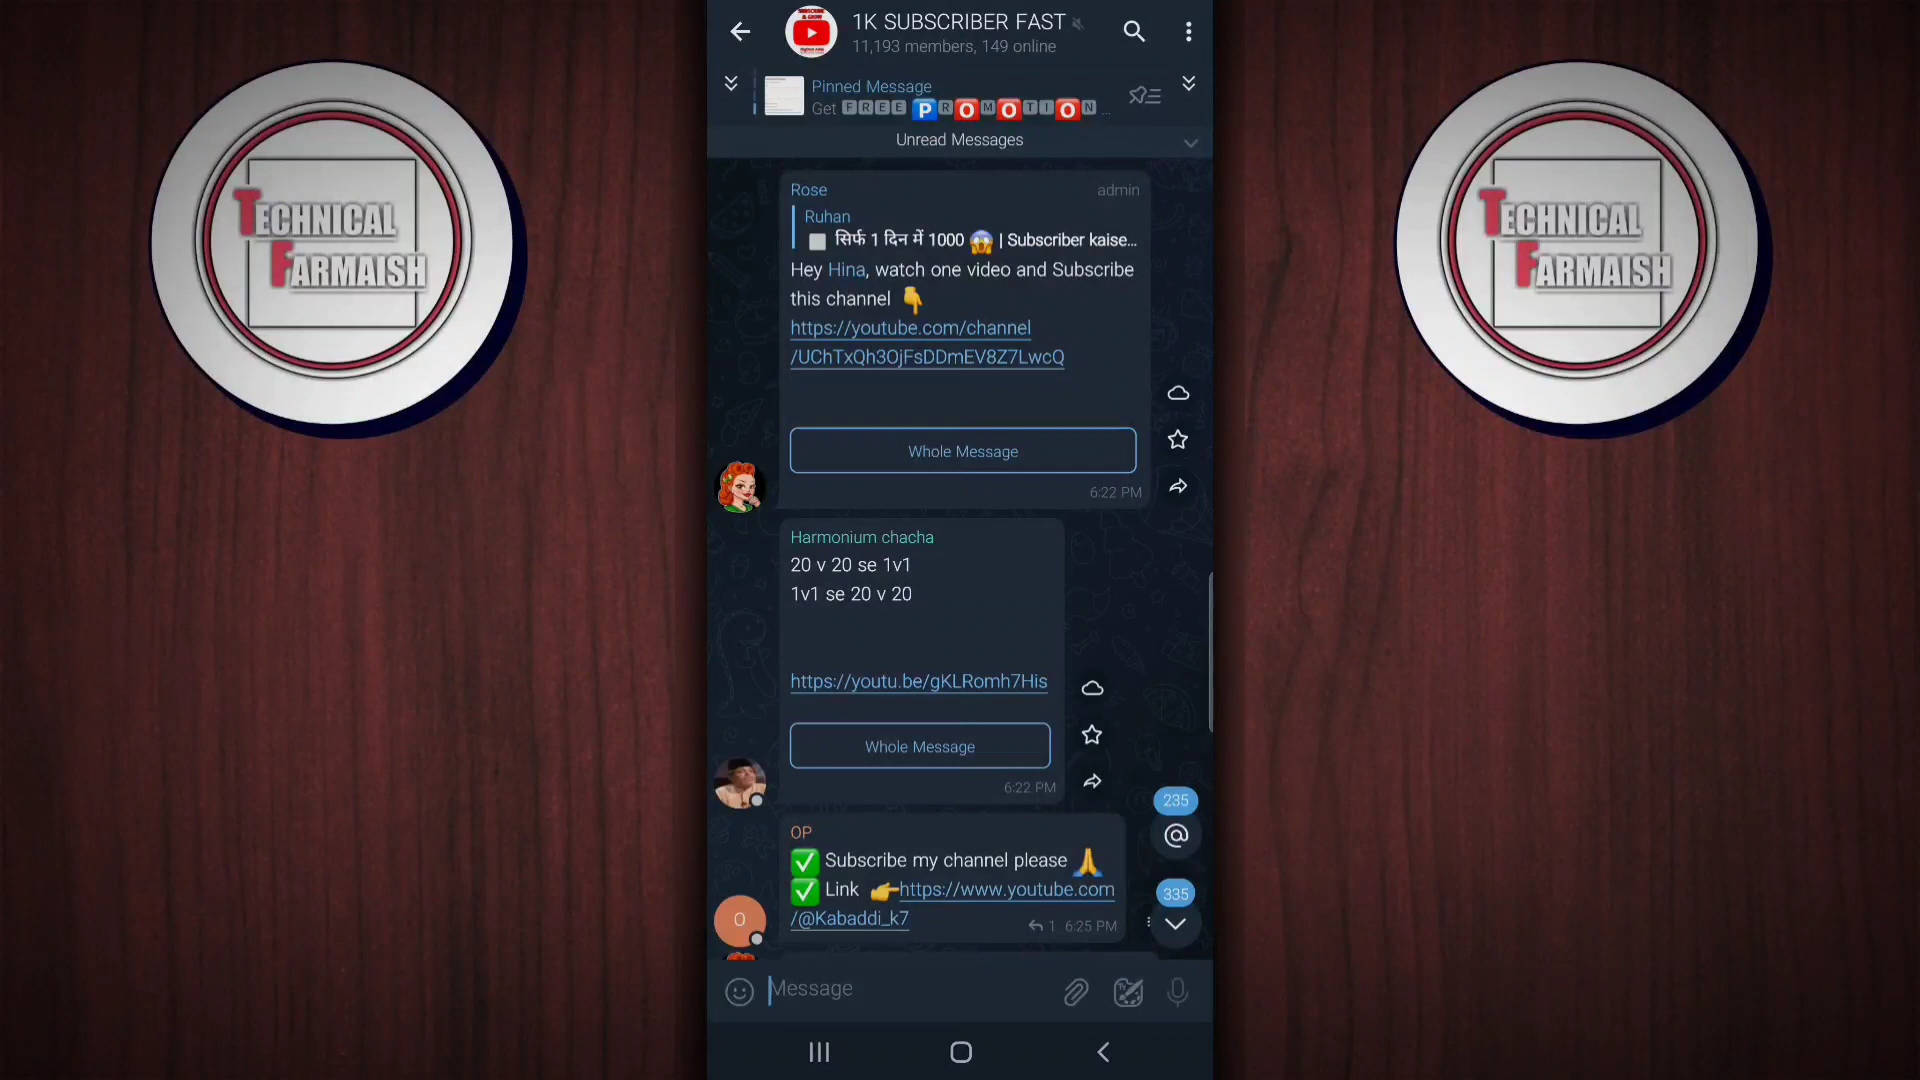 TECHNICAL
FARMAISH
1K SUBSCRIBER FAST
11,193 members, 149 online
Pinned Message
Get 🄵🅁🄴🄴 🅿🅁🅾🄼🅾🅃🄸🅾🄽 ...
Unread Messages
Rose admin
Ruhan
सिर्फ 1 दिन में 1000 😱 | Subscriber kaise...
Hey Hina, watch one video and Subscribe
this channel 👇
https://youtube.com/channel
/UChTxQh3OjFsDDmEV8Z7LwcQ
Whole Message
6:22 PM
Harmonium chacha
20 v 20 se 1v1
1v1 se 20 v 20
https://youtu.be/gKLRomh7His
Whole Message
6:22 PM
235
@
OP
✅ Subscribe my channel please 🙏
✅ Link 👉https://www.youtube.com
/@Kabaddi_k7
1 6:25 PM
335
O
Message
TECHNICAL
FARMAISH